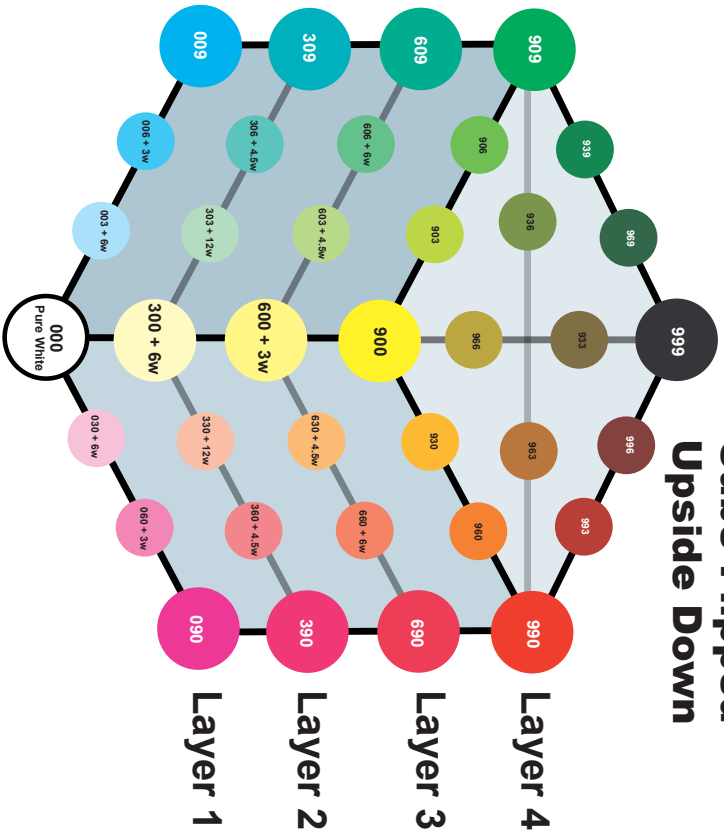 Upside Down
999
969
996
939
933
993
909
936
963
990
Layer 4
906
966
960
903
930
609
690
Layer 3
900
606 + 6w
660 + 6w
603 + 4.5w
630 + 4.5w
309
390
Layer 2
600 + 3w
306 + 4.5w
360 + 4.5w
303 + 12w
330 + 12w
009
090
Layer 1
300 + 6w
006 + 3w
060 + 3w
003 + 6w
030 + 6w
000
Pure White